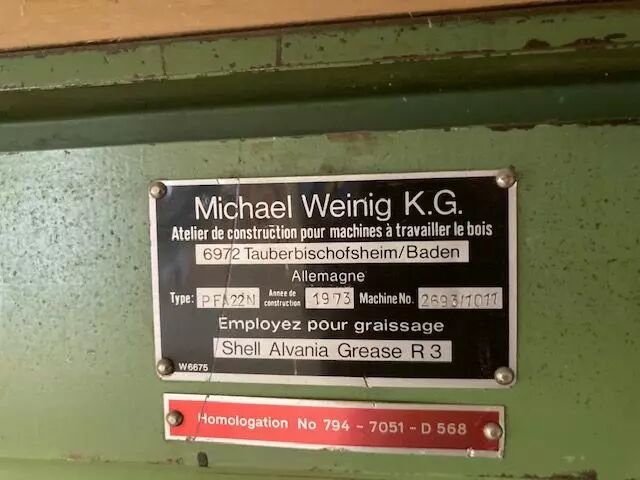 Michael Weinig K.G.
Atelier de construction pour machines à travailler le bois
6972 Tauberbischofsheim/Baden
Allemagne
Type: PFA22N Année de construction 1973 Machine No. 2693/1011
Employez pour graissage
Shell Alvania Grease R 3
W6675
Homologation No 794 - 7051 - D 568